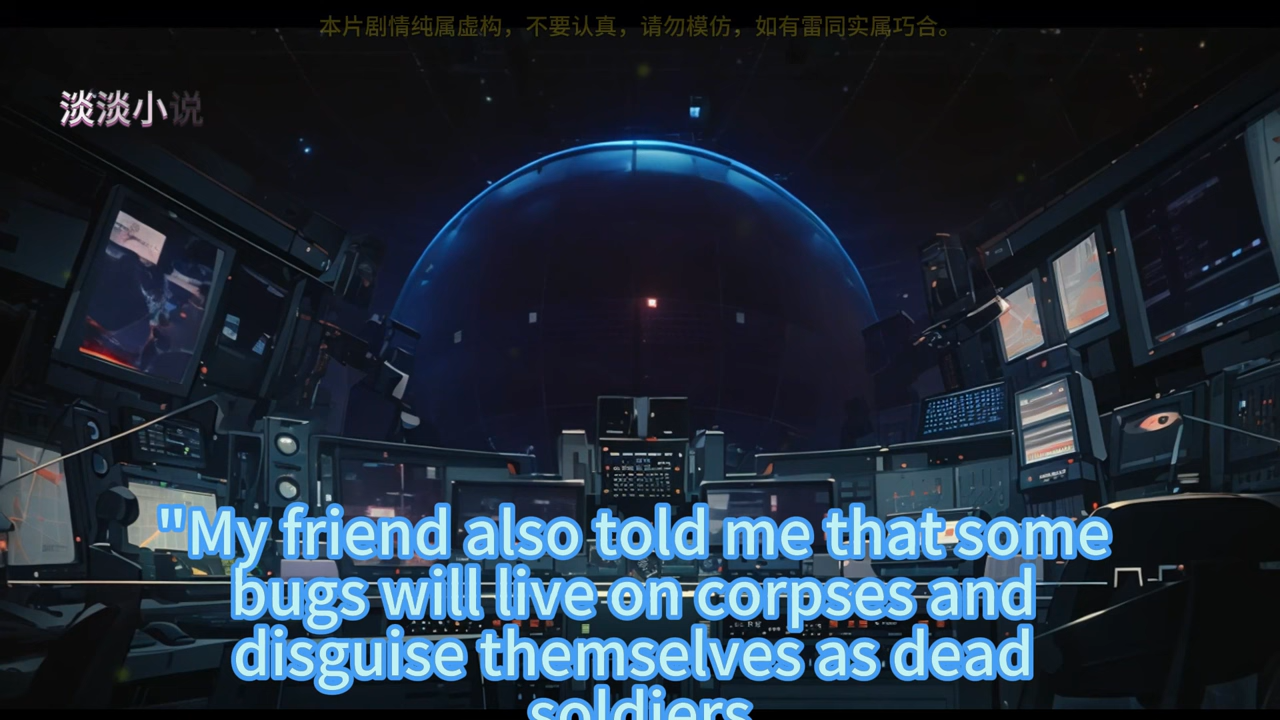 本片剧情纯属虚构，不要认真，请勿模仿，如有雷同实属巧合。
淡淡小说
"My friend also told me that some
bugs will live on corpses and
disguise themselves as dead
soldiers